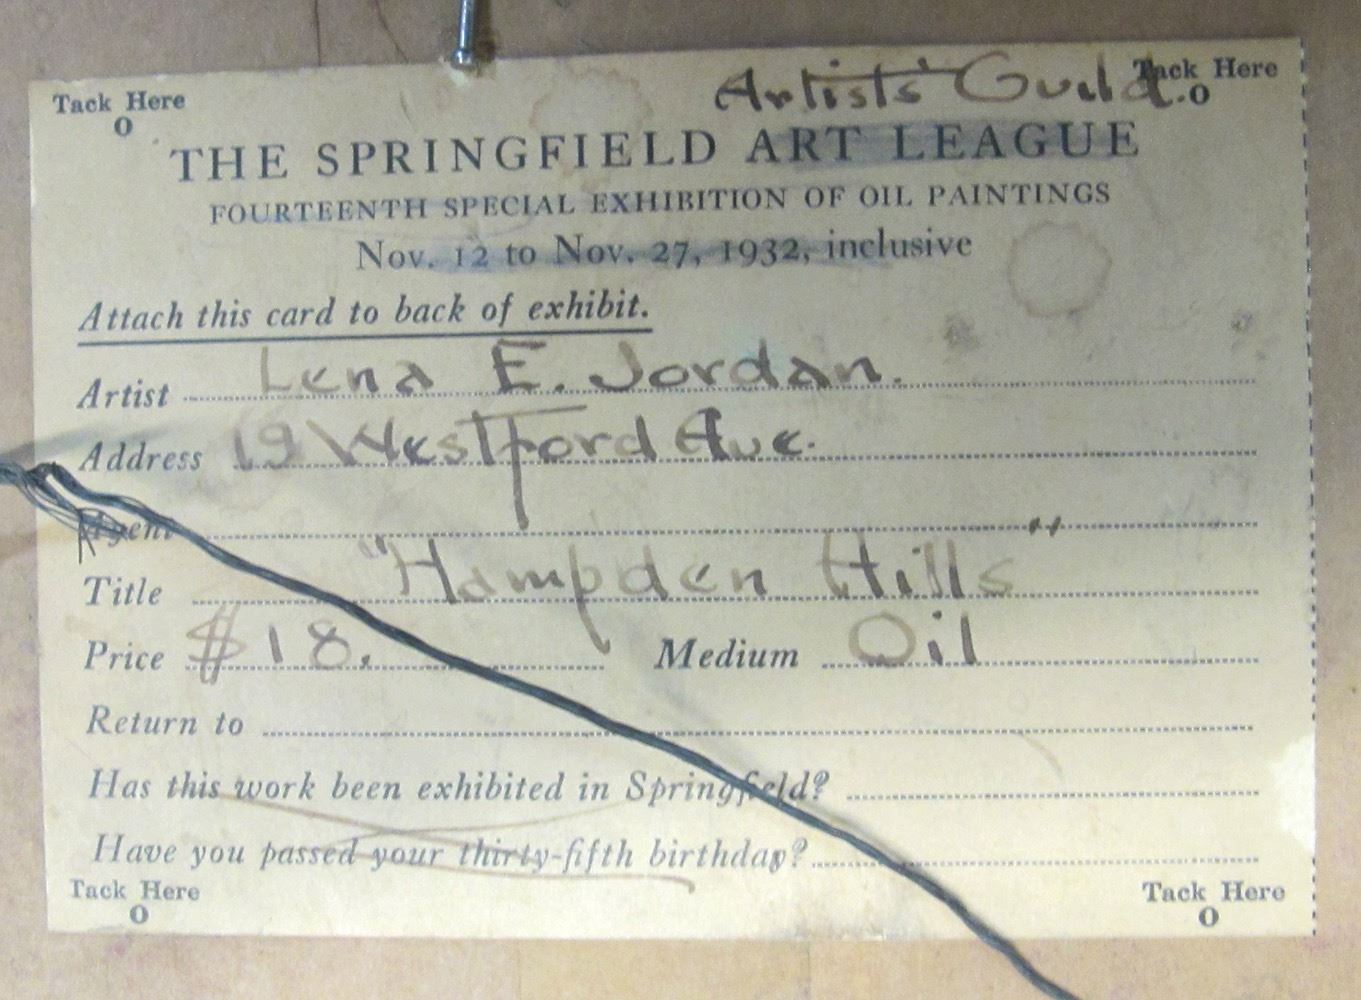 Artists' Guild.
Tack Here Tack Here
O O
THE SPRINGFIELD ART LEAGUE
FOURTEENTH SPECIAL EXHIBITION OF OIL PAINTINGS
Nov. 12 to Nov. 27, 1932, inclusive
Attach this card to back of exhibit.
Artist Lena E. Jordan.
Address 19 Westford Ave.
Agent
Title "Hampden Hills"
Price $18. Medium Oil
Return to
Has this work been exhibited in Springfield?
Have you passed your thirty-fifth birthday?
Tack Here Tack Here
O O